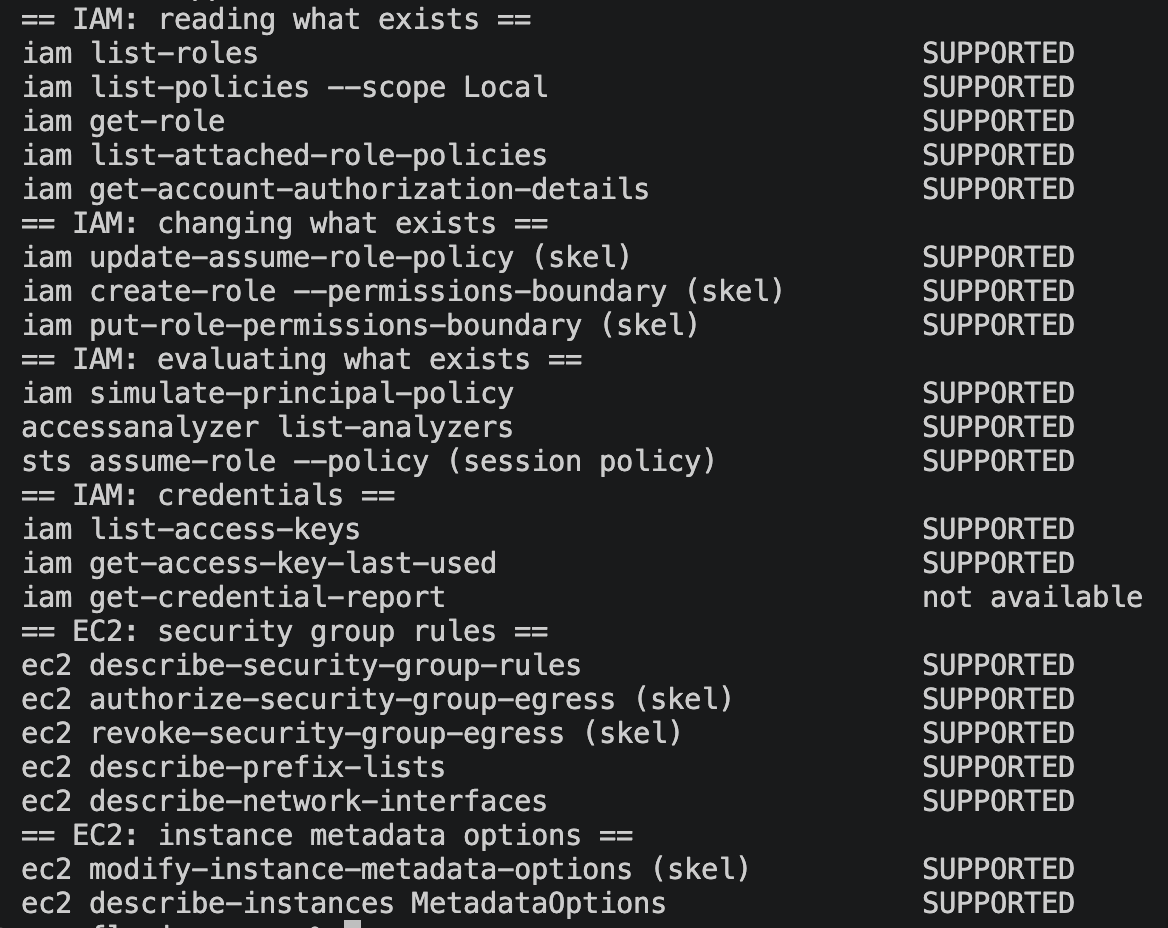 == IAM: reading what exists ==
iam list-roles SUPPORTED
iam list-policies --scope Local SUPPORTED
iam get-role SUPPORTED
iam list-attached-role-policies SUPPORTED
iam get-account-authorization-details SUPPORTED
== IAM: changing what exists ==
iam update-assume-role-policy (skel) SUPPORTED
iam create-role --permissions-boundary (skel) SUPPORTED
iam put-role-permissions-boundary (skel) SUPPORTED
== IAM: evaluating what exists ==
iam simulate-principal-policy SUPPORTED
accessanalyzer list-analyzers SUPPORTED
sts assume-role --policy (session policy) SUPPORTED
== IAM: credentials ==
iam list-access-keys SUPPORTED
iam get-access-key-last-used SUPPORTED
iam get-credential-report not available
== EC2: security group rules ==
ec2 describe-security-group-rules SUPPORTED
ec2 authorize-security-group-egress (skel) SUPPORTED
ec2 revoke-security-group-egress (skel) SUPPORTED
ec2 describe-prefix-lists SUPPORTED
ec2 describe-network-interfaces SUPPORTED
== EC2: instance metadata options ==
ec2 modify-instance-metadata-options (skel) SUPPORTED
ec2 describe-instances MetadataOptions SUPPORTED